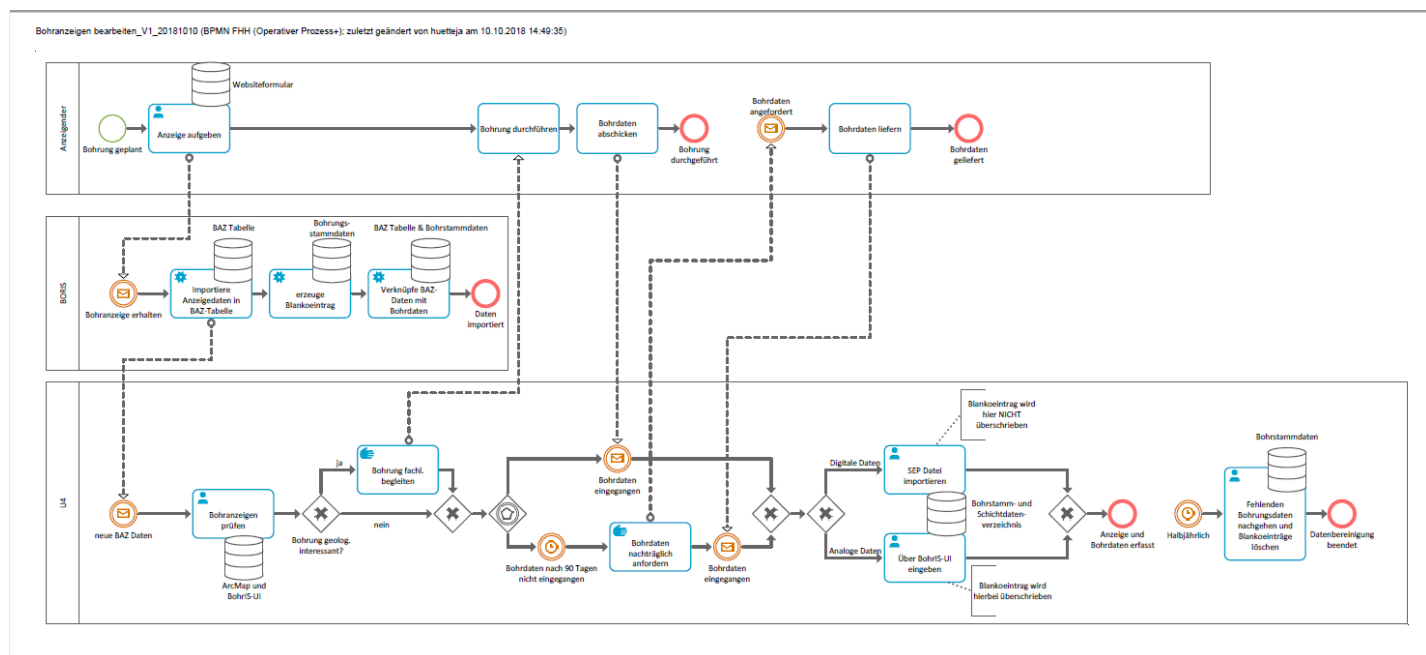 Bohranzeigen bearbeiten_V1_20181010 (BPMN FHH (Operativer Prozess+); zuletzt geändert von huetteja am 10.10.2018 14:49:35)
Anzeigender
Bohrung geplant
Websiteformular
Anzeige aufgeben
Bohrung durchführen
Bohrdaten
abschicken
Bohrung
durchgeführt
Bohrdaten
angefordert
Bohrdaten liefern
Bohrdaten
geliefert
BORIS
Bohranzeige erhalten
BAZ Tabelle
Importiere
Anzeigedaten in
BAZ-Tabelle
Bohrungs-
stammdaten
erzeuge
Blankoeintrag
BAZ Tabelle & Bohrstammdaten
Verknüpfe BAZ-
Daten mit
Bohrdaten
Daten
importiert
U4
neue BAZ Daten
Bohranzeigen
prüfen
ArcMap und
BohrIS-UI
Bohrung geolog.
interessant?
ja
nein
Bohrung fachl.
begleiten
Bohrdaten
eingegangen
Bohrdaten nach 90 Tagen
nicht eingegangen
Bohrdaten
nachträglich
anfordern
Bohrdaten
eingegangen
Digitale Daten
Analoge Daten
Blankoeintrag wird
hier NICHT
überschrieben
SEP Datei
importieren
Bohrstamm- und
Schichtdaten-
verzeichnis
Über BohrIS-UI
eingeben
Blankoeintrag wird
hierbei überschrieben
Anzeige und
Bohrdaten erfasst
Halbjährlich
Bohrstammdaten
Fehlenden
Bohrungsdaten
nachgehen und
Blankoeinträge
löschen
Datenbereinigung
beendet